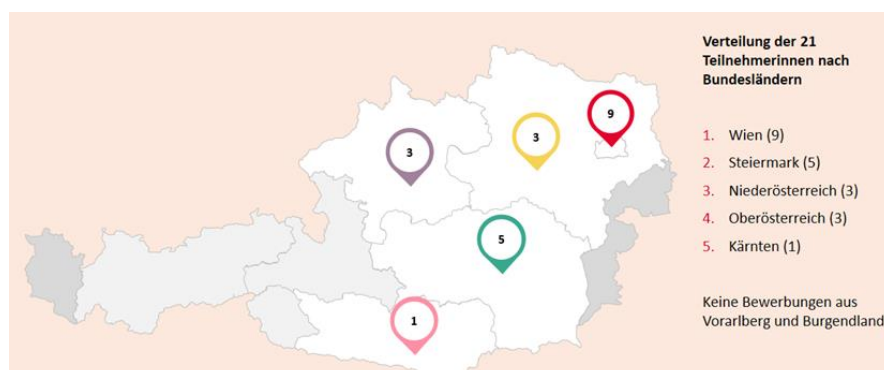 Verteilung der 21
Teilnehmerinnen nach
Bundesländern
1. Wien (9)
2. Steiermark (5)
3. Niederösterreich (3)
4. Oberösterreich (3)
5. Kärnten (1)
Keine Bewerbungen aus
Vorarlberg und Burgendland
9
3
3
5
1